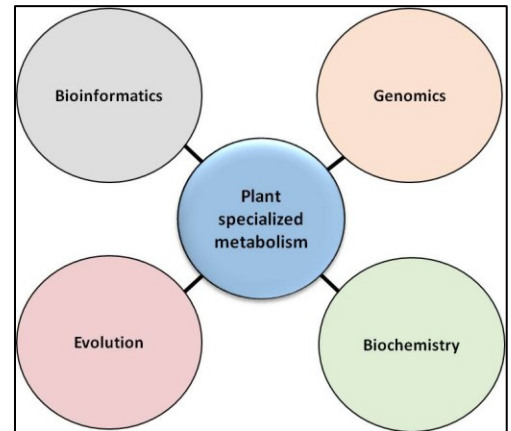 Bioinformatics
Genomics
Plant
specialized
metabolism
Evolution
Biochemistry